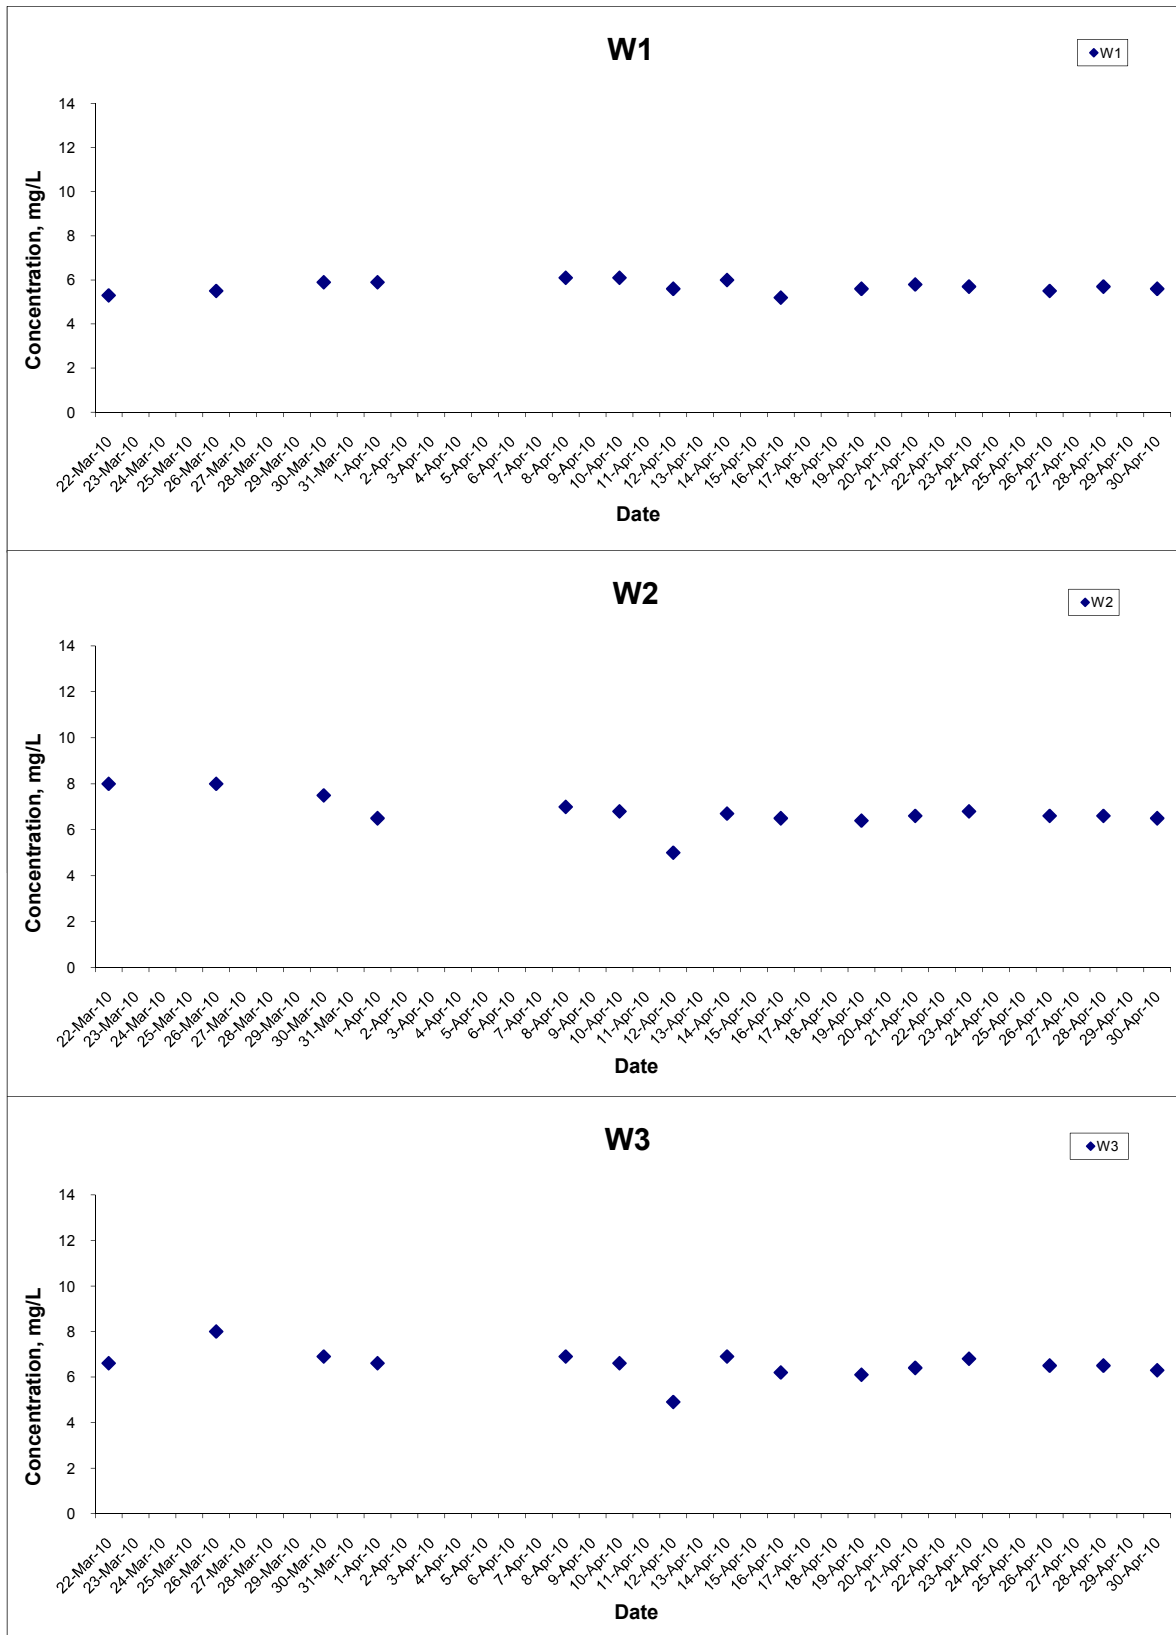 W1
W1
14
12
10
8
6
4
2
0
Concentration, mg/L
22-Mar-10
23-Mar-10
24-Mar-10
25-Mar-10
26-Mar-10
27-Mar-10
28-Mar-10
29-Mar-10
30-Mar-10
31-Mar-10
1-Apr-10
2-Apr-10
3-Apr-10
4-Apr-10
5-Apr-10
6-Apr-10
7-Apr-10
8-Apr-10
9-Apr-10
10-Apr-10
11-Apr-10
12-Apr-10
13-Apr-10
14-Apr-10
15-Apr-10
16-Apr-10
17-Apr-10
18-Apr-10
19-Apr-10
20-Apr-10
21-Apr-10
22-Apr-10
23-Apr-10
24-Apr-10
25-Apr-10
26-Apr-10
27-Apr-10
28-Apr-10
29-Apr-10
30-Apr-10
Date
W2
W2
14
12
10
8
6
4
2
0
Concentration, mg/L
22-Mar-10
23-Mar-10
24-Mar-10
25-Mar-10
26-Mar-10
27-Mar-10
28-Mar-10
29-Mar-10
30-Mar-10
31-Mar-10
1-Apr-10
2-Apr-10
3-Apr-10
4-Apr-10
5-Apr-10
6-Apr-10
7-Apr-10
8-Apr-10
9-Apr-10
10-Apr-10
11-Apr-10
12-Apr-10
13-Apr-10
14-Apr-10
15-Apr-10
16-Apr-10
17-Apr-10
18-Apr-10
19-Apr-10
20-Apr-10
21-Apr-10
22-Apr-10
23-Apr-10
24-Apr-10
25-Apr-10
26-Apr-10
27-Apr-10
28-Apr-10
29-Apr-10
30-Apr-10
Date
W3
W3
14
12
10
8
6
4
2
0
Concentration, mg/L
22-Mar-10
23-Mar-10
24-Mar-10
25-Mar-10
26-Mar-10
27-Mar-10
28-Mar-10
29-Mar-10
30-Mar-10
31-Mar-10
1-Apr-10
2-Apr-10
3-Apr-10
4-Apr-10
5-Apr-10
6-Apr-10
7-Apr-10
8-Apr-10
9-Apr-10
10-Apr-10
11-Apr-10
12-Apr-10
13-Apr-10
14-Apr-10
15-Apr-10
16-Apr-10
17-Apr-10
18-Apr-10
19-Apr-10
20-Apr-10
21-Apr-10
22-Apr-10
23-Apr-10
24-Apr-10
25-Apr-10
26-Apr-10
27-Apr-10
28-Apr-10
29-Apr-10
30-Apr-10
Date